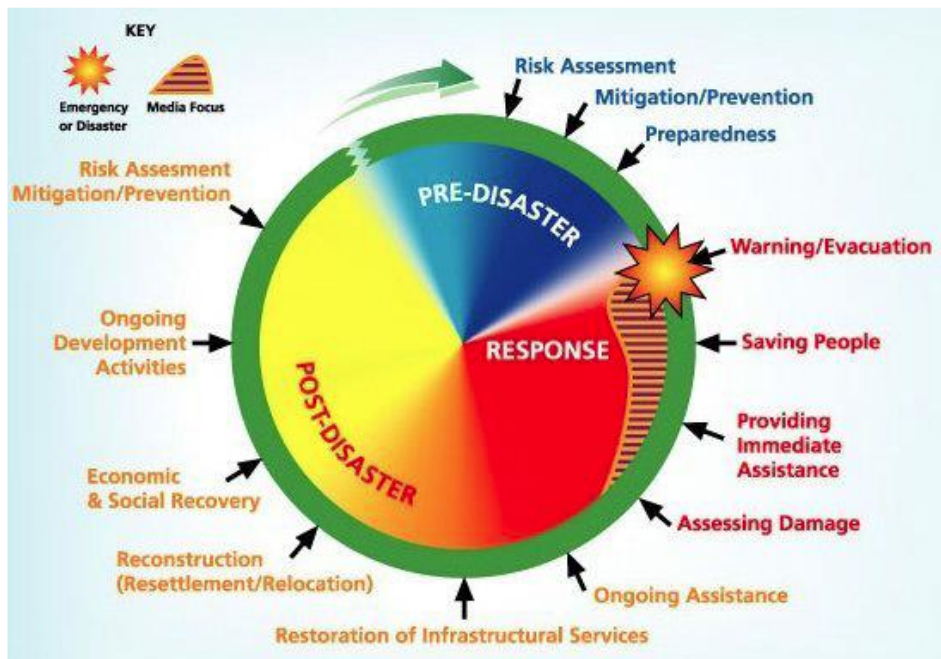 KEY
Emergency
or Disaster
Media Focus
Risk Assessment
Mitigation/Prevention
Preparedness
Warning/Evacuation
Saving People
Providing
Immediate
Assistance
Assessing Damage
Ongoing Assistance
Restoration of Infrastructural Services
Reconstruction
(Resettlement/Relocation)
Economic
& Social Recovery
Ongoing
Development
Activities
Risk Assesment
Mitigation/Prevention
PRE-DISASTER
RESPONSE
POST-DISASTER